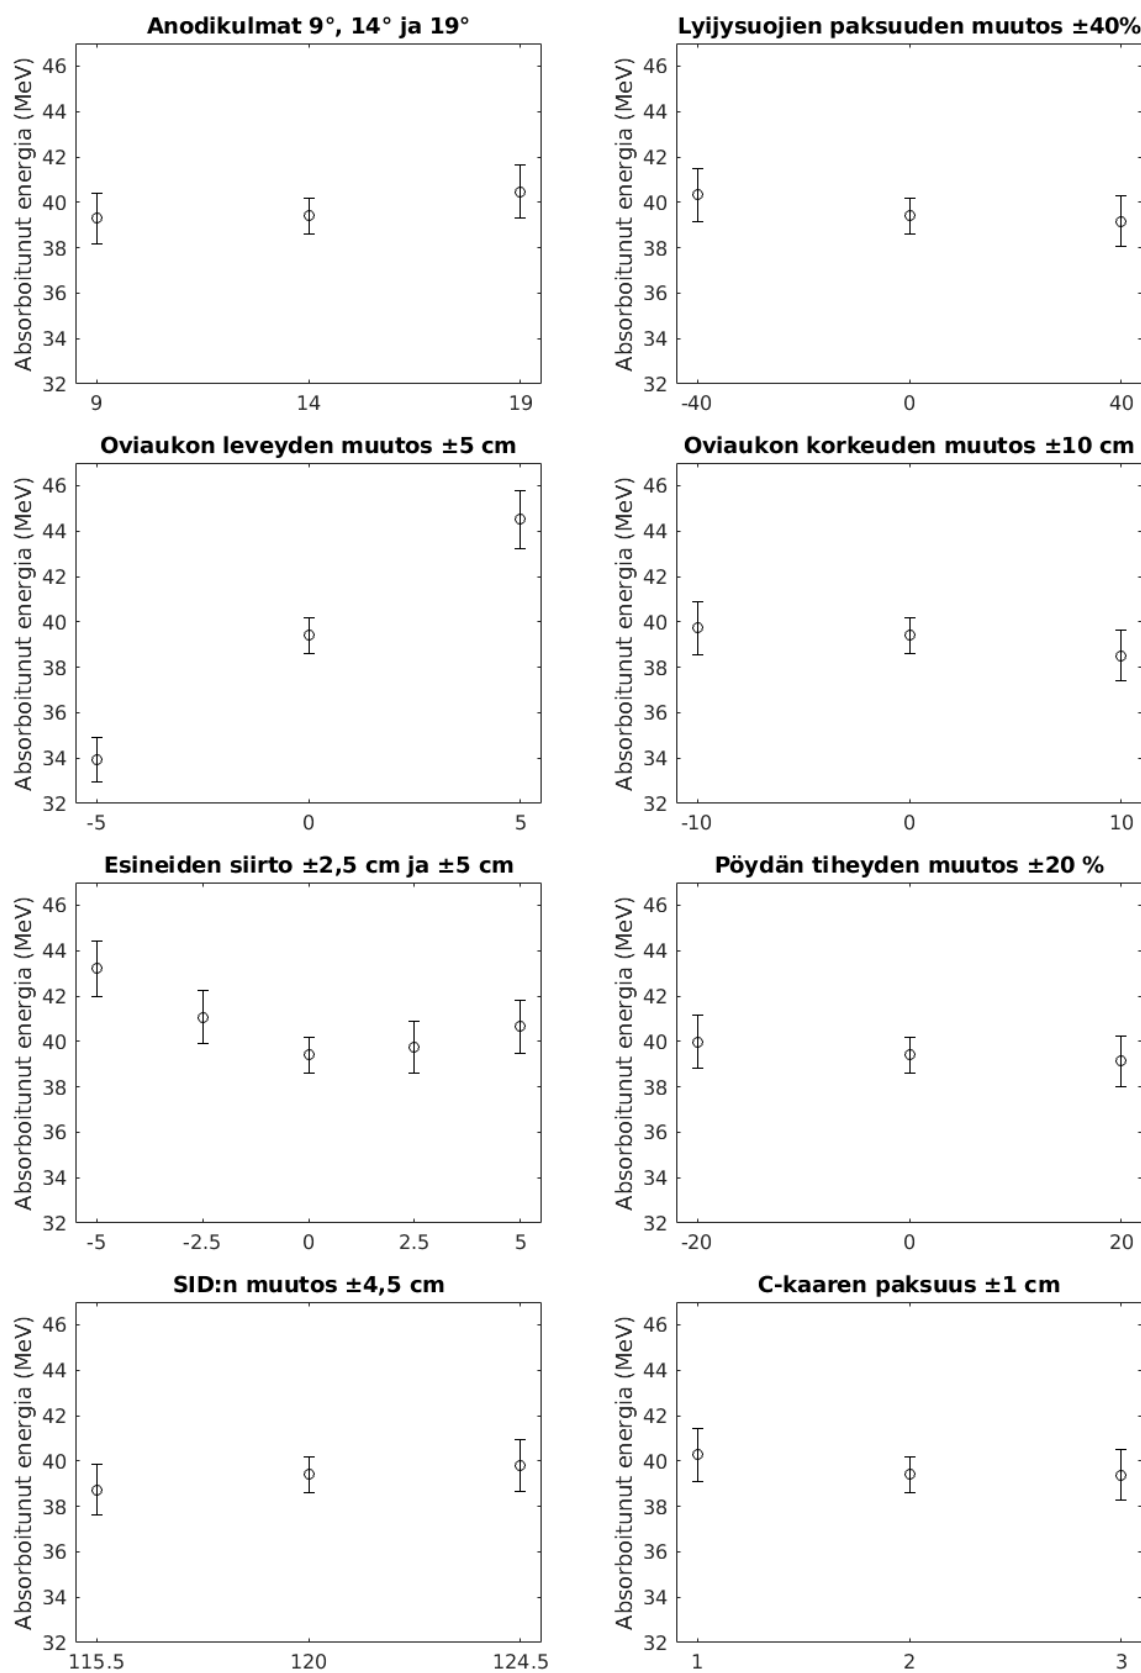 Anodikulmat 9°, 14° ja 19°
Absorboitunut energia (MeV)
46
44
42
40
38
36
34
32
9 14 19
Lyijysuojien paksuuden muutos ±40%
Absorboitunut energia (MeV)
46
44
42
40
38
36
34
32
-40 0 40
Oviaukon leveyden muutos ±5 cm
Absorboitunut energia (MeV)
46
44
42
40
38
36
34
32
-5 0 5
Oviaukon korkeuden muutos ±10 cm
Absorboitunut energia (MeV)
46
44
42
40
38
36
34
32
-10 0 10
Esineiden siirto ±2,5 cm ja ±5 cm
Absorboitunut energia (MeV)
46
44
42
40
38
36
34
32
-5 -2.5 0 2.5 5
Pöydän tiheyden muutos ±20 %
Absorboitunut energia (MeV)
46
44
42
40
38
36
34
32
-20 0 20
SID:n muutos ±4,5 cm
Absorboitunut energia (MeV)
46
44
42
40
38
36
34
32
115.5 120 124.5
C-kaaren paksuus ±1 cm
Absorboitunut energia (MeV)
46
44
42
40
38
36
34
32
1 2 3